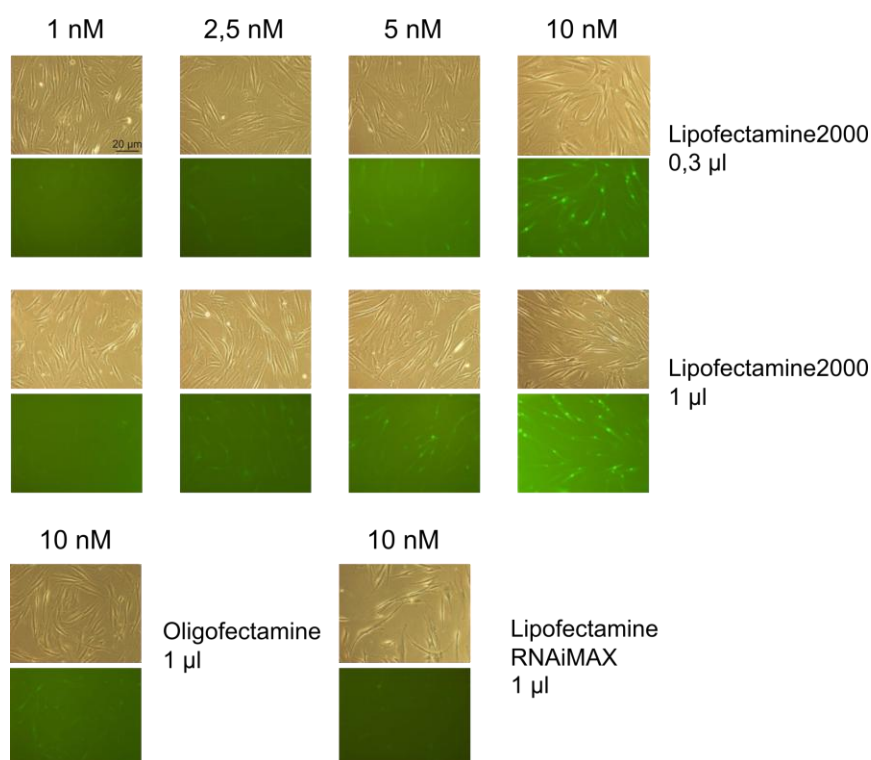 1 nM 2,5 nM 5 nM 10 nM
20 µm
Lipofectamine2000
0,3 µl
Lipofectamine2000
1 µl
10 nM 10 nM
Oligofectamine
1 µl
Lipofectamine
RNAiMAX
1 µl